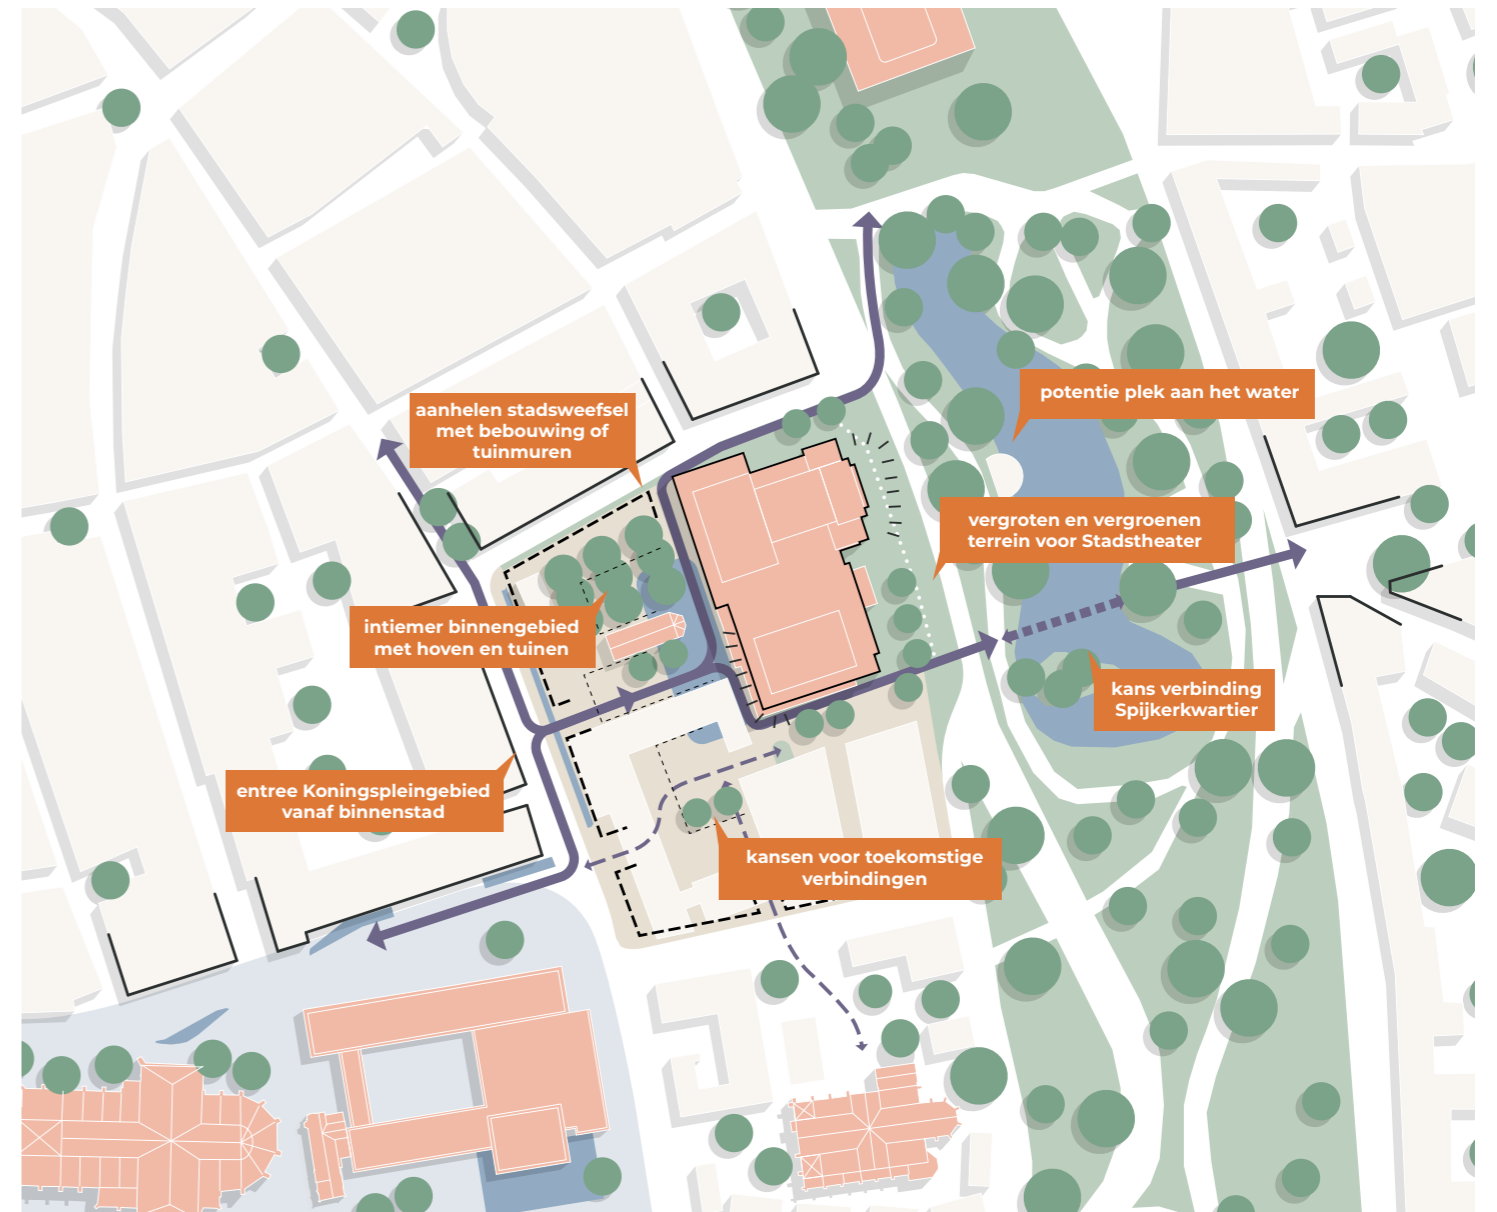 potentie plek aan het water
aanhelen stadsweefsel
met bebouwing of
tuinmuren
vergroten en vergroenen
terrein voor Stadstheater
intiemer binnengebied
met hoven en tuinen
kans verbinding
Spijkerkwartier
entree Koningspleingebied
vanaf binnenstad
kansen voor toekomstige
verbindingen